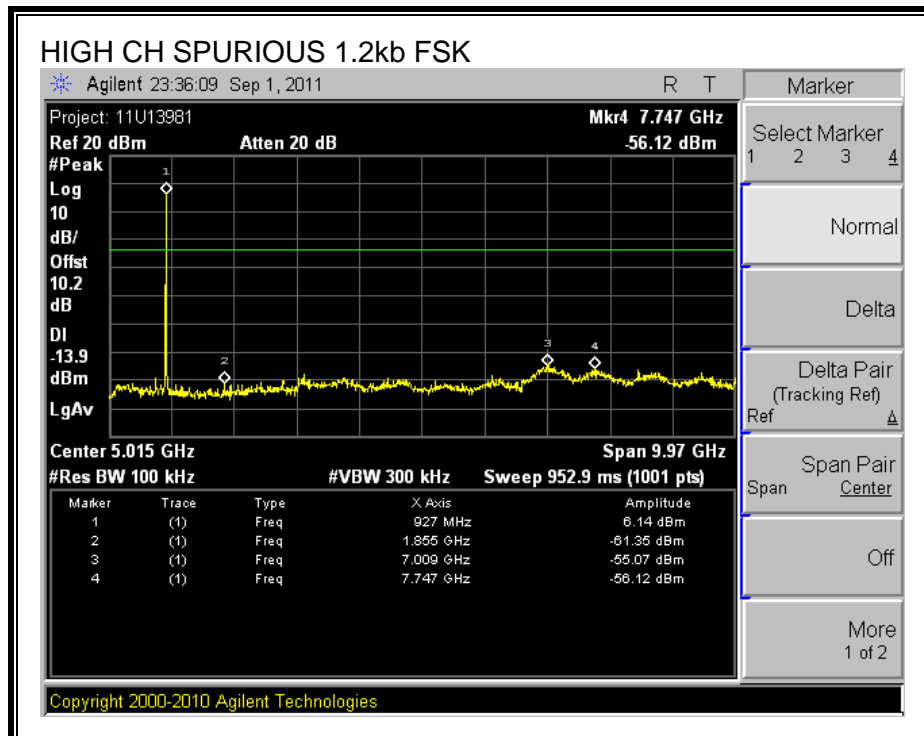 HIGH CH SPURIOUS 1.2kb FSK
Agilent 23:36:09 Sep 1, 2011 R T
Project: 11U13981 Mkr4 7.747 GHz
Ref 20 dBm Atten 20 dB -56.12 dBm
#Peak
Log
10
dB/
Offst
10.2
dB
DI
-13.9
dBm
LgAv
1
2
3
4
Center 5.015 GHz Span 9.97 GHz
#Res BW 100 kHz #VBW 300 kHz Sweep 952.9 ms (1001 pts)
Marker Trace Type X Axis Amplitude
1 (1) Freq 927 MHz 6.14 dBm
2 (1) Freq 1.855 GHz -61.35 dBm
3 (1) Freq 7.009 GHz -55.07 dBm
4 (1) Freq 7.747 GHz -56.12 dBm
Copyright 2000-2010 Agilent Technologies
Marker
Select Marker
1 2 3 4
Normal
Delta
Delta Pair
(Tracking Ref)
Ref Δ
Span Pair
Span Center
Off
More
1 of 2